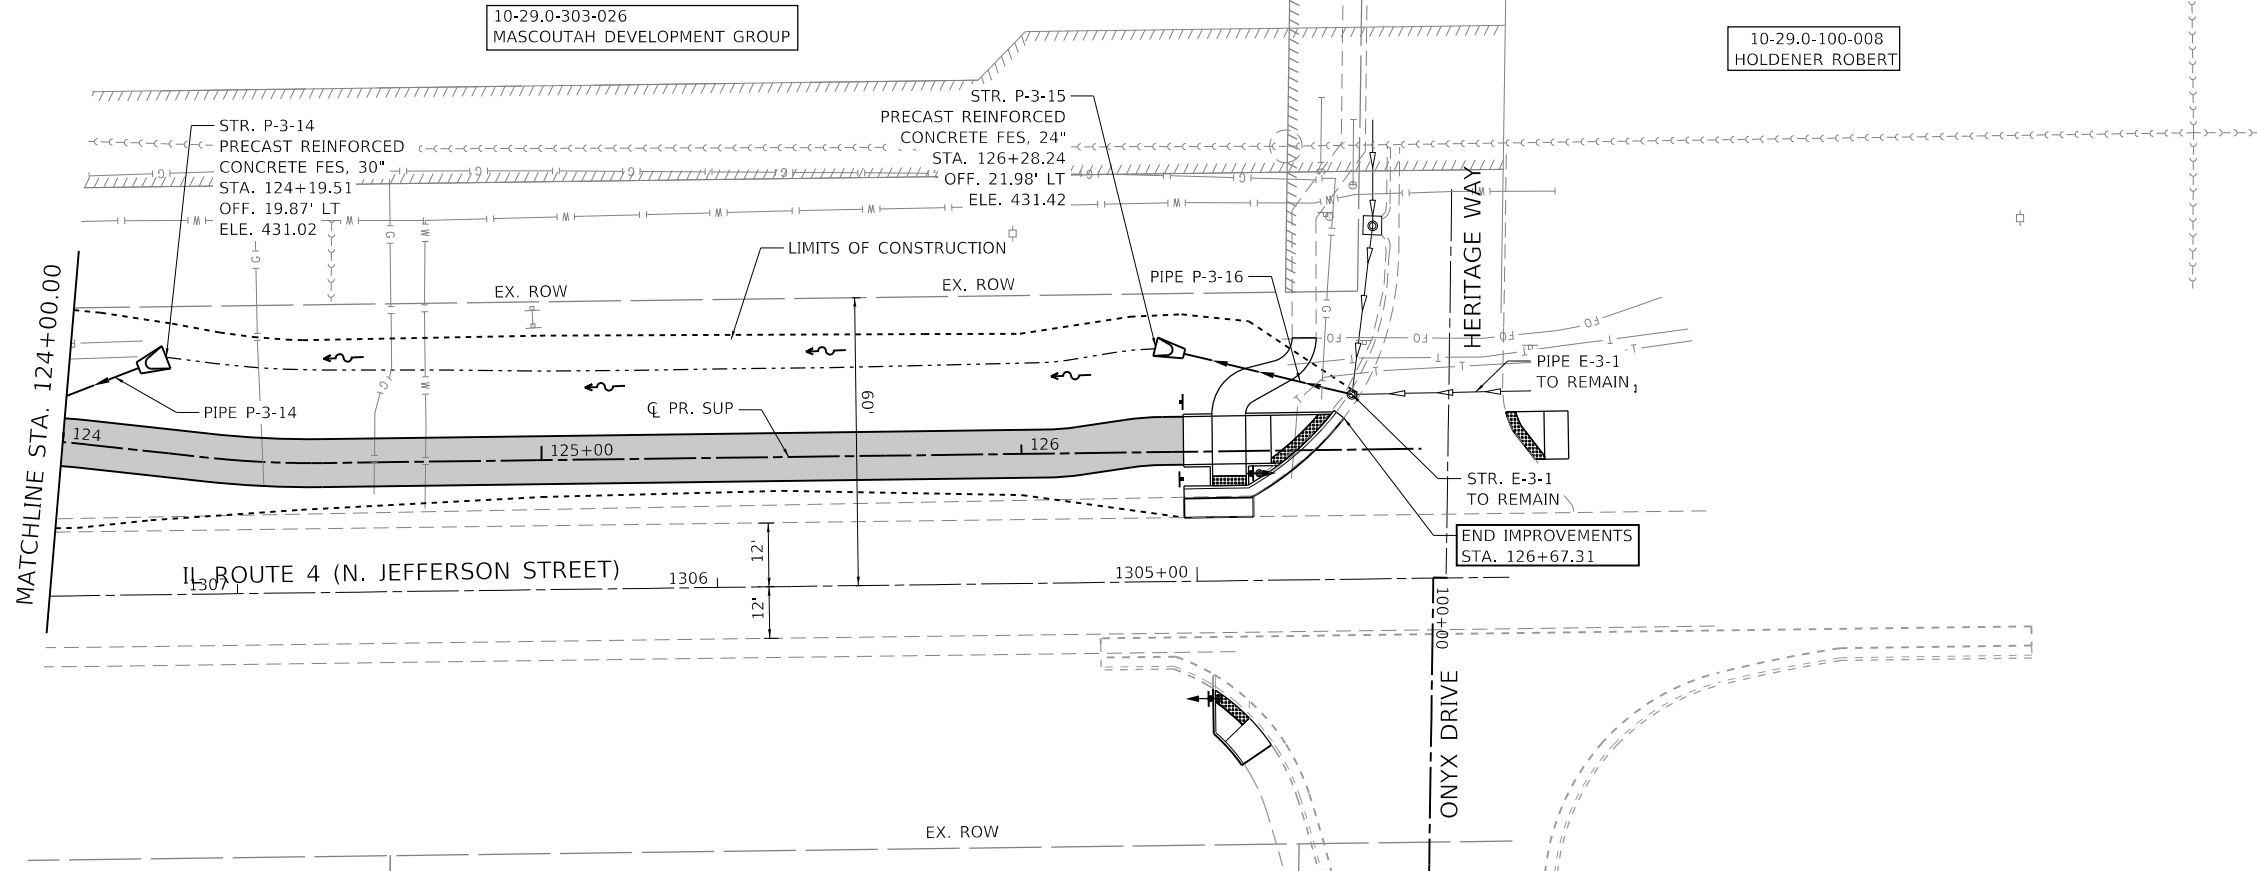 10-29.0-303-026
MASCOUTAH DEVELOPMENT GROUP
10-29.0-100-008
HOLDENER ROBERT
STR. P-3-14
PRECAST REINFORCED
CONCRETE FES, 30"
STA. 124+19.51
OFF. 19.87' LT
ELE. 431.02
STR. P-3-15
PRECAST REINFORCED
CONCRETE FES, 24"
STA. 126+28.24
OFF. 21.98' LT
ELE. 431.42
LIMITS OF CONSTRUCTION
EX. ROW
EX. ROW
PIPE P-3-16
HERITAGE WAY
MATCHLINE STA. 124+00.00
PIPE E-3-1
TO REMAIN
PIPE P-3-14
℄ PR. SUP
60'
124
125+00
126
STR. E-3-1
TO REMAIN
END IMPROVEMENTS
STA. 126+67.31
12'
12'
IL ROUTE 4 (N. JEFFERSON STREET)
1307
1306
1305+00
100+00
ONYX DRIVE
EX. ROW
G
G
G
G
G
G
G
G
G
G
W
W
W
W
W
W
W
W
FO
FO
FO
FO
T
T
T
T
T